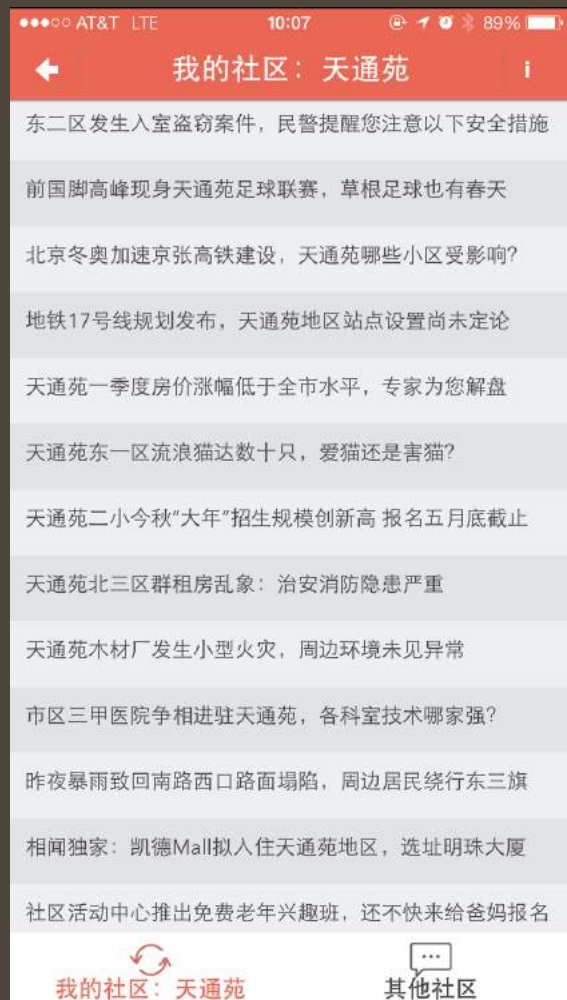 AT&T LTE 10:07 89%
我的社区：天通苑 i
东二区发生入室盗窃案件，民警提醒您注意以下安全措施
前国脚高峰现身天通苑足球联赛，草根足球也有春天
北京冬奥加速京张高铁建设，天通苑哪些小区受影响？
地铁17号线规划发布，天通苑地区站点设置尚未定论
天通苑一季度房价涨幅低于全市水平，专家为您解盘
天通苑东一区流浪猫达数十只，爱猫还是害猫？
天通苑二小今秋“大年”招生规模创新高 报名五月底截止
天通苑北三区群租房乱象：治安消防隐患严重
天通苑木材厂发生小型火灾，周边环境未见异常
市区三甲医院争相进驻天通苑，各科室技术哪家强？
昨夜暴雨致回南路西口路面塌陷，周边居民绕行东三旗
相闻独家：凯德Mall拟入住天通苑地区，选址明珠大厦
社区活动中心推出免费老年兴趣班，还不快来给爸妈报名
我的社区：天通苑 其他社区